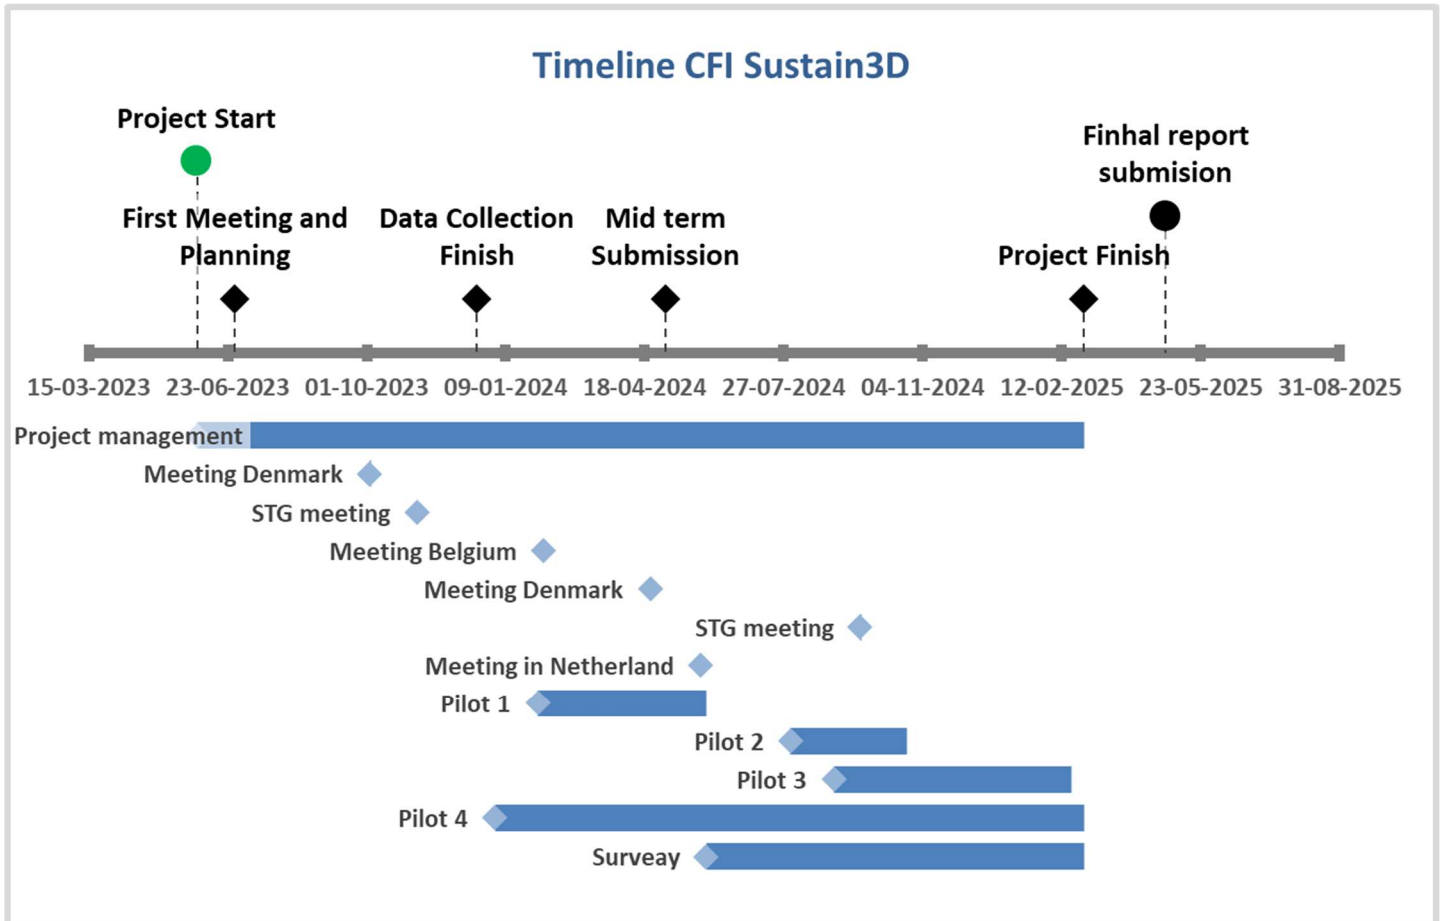 Timeline CFI Sustain3D
Project Start
Finhal report
submision
First Meeting and
Planning
Data Collection
Finish
Mid term
Submission
Project Finish
15-03-2023 23-06-2023 01-10-2023 09-01-2024 18-04-2024 27-07-2024 04-11-2024 12-02-2025 23-05-2025 31-08-2025
Project management
Meeting Denmark
STG meeting
Meeting Belgium
Meeting Denmark
STG meeting
Meeting in Netherland
Pilot 1
Pilot 2
Pilot 3
Pilot 4
Surveay